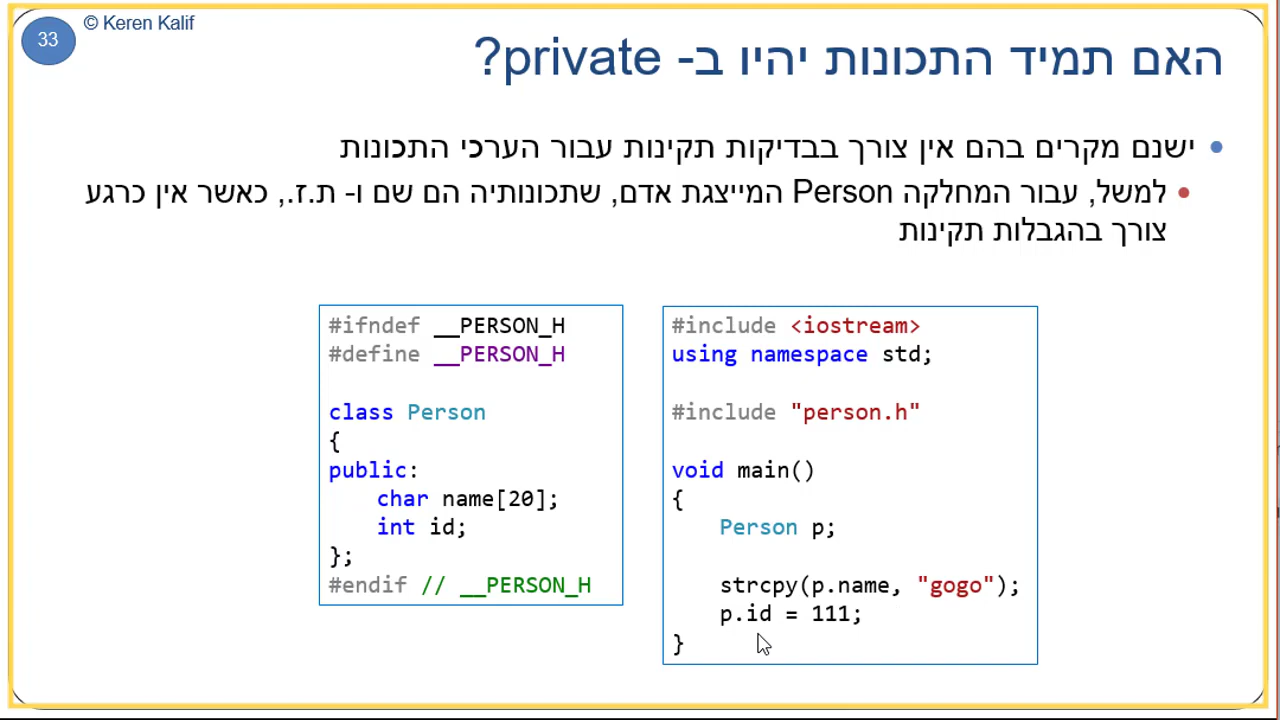 33
© Keren Kalif
האם תמיד התכונות יהיו ב- private?
• ישנם מקרים בהם אין צורך בבדיקות תקינות עבור הערכי התכונות
• למשל, עבור המחלקה Person המייצגת אדם, שתכונותיה הם שם ו- ת.ז., כאשר אין כרגע
צורך בהגבלות תקינות
#ifndef __PERSON_H
#define __PERSON_H
class Person
{
public:
char name[20];
int id;
};
#endif // __PERSON_H
#include <iostream>
using namespace std;
#include "person.h"
void main()
{
Person p;
strcpy(p.name, "gogo");
p.id = 111;
}